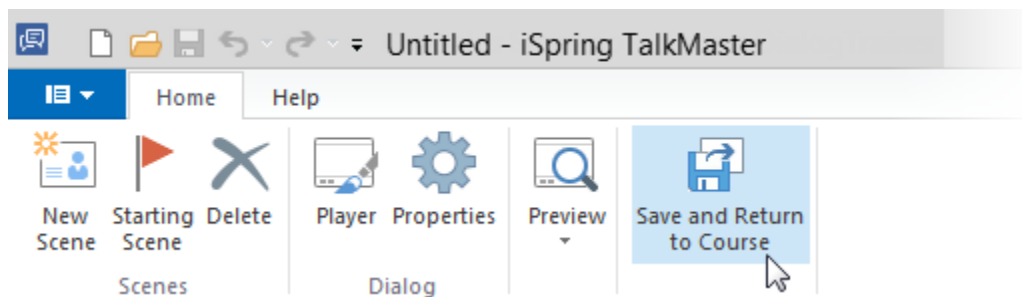 Untitled - iSpring TalkMaster
Home Help
New Starting Delete Player Properties Preview Save and Return
Scene Scene to Course
Scenes Dialog